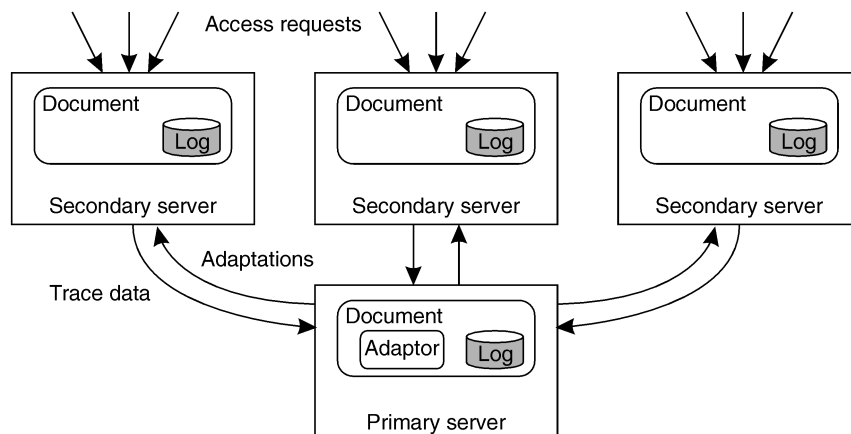 Access requests
Document
Log
Secondary server
Document
Log
Secondary server
Document
Log
Secondary server
Adaptations
Trace data
Document
Adaptor
Log
Primary server